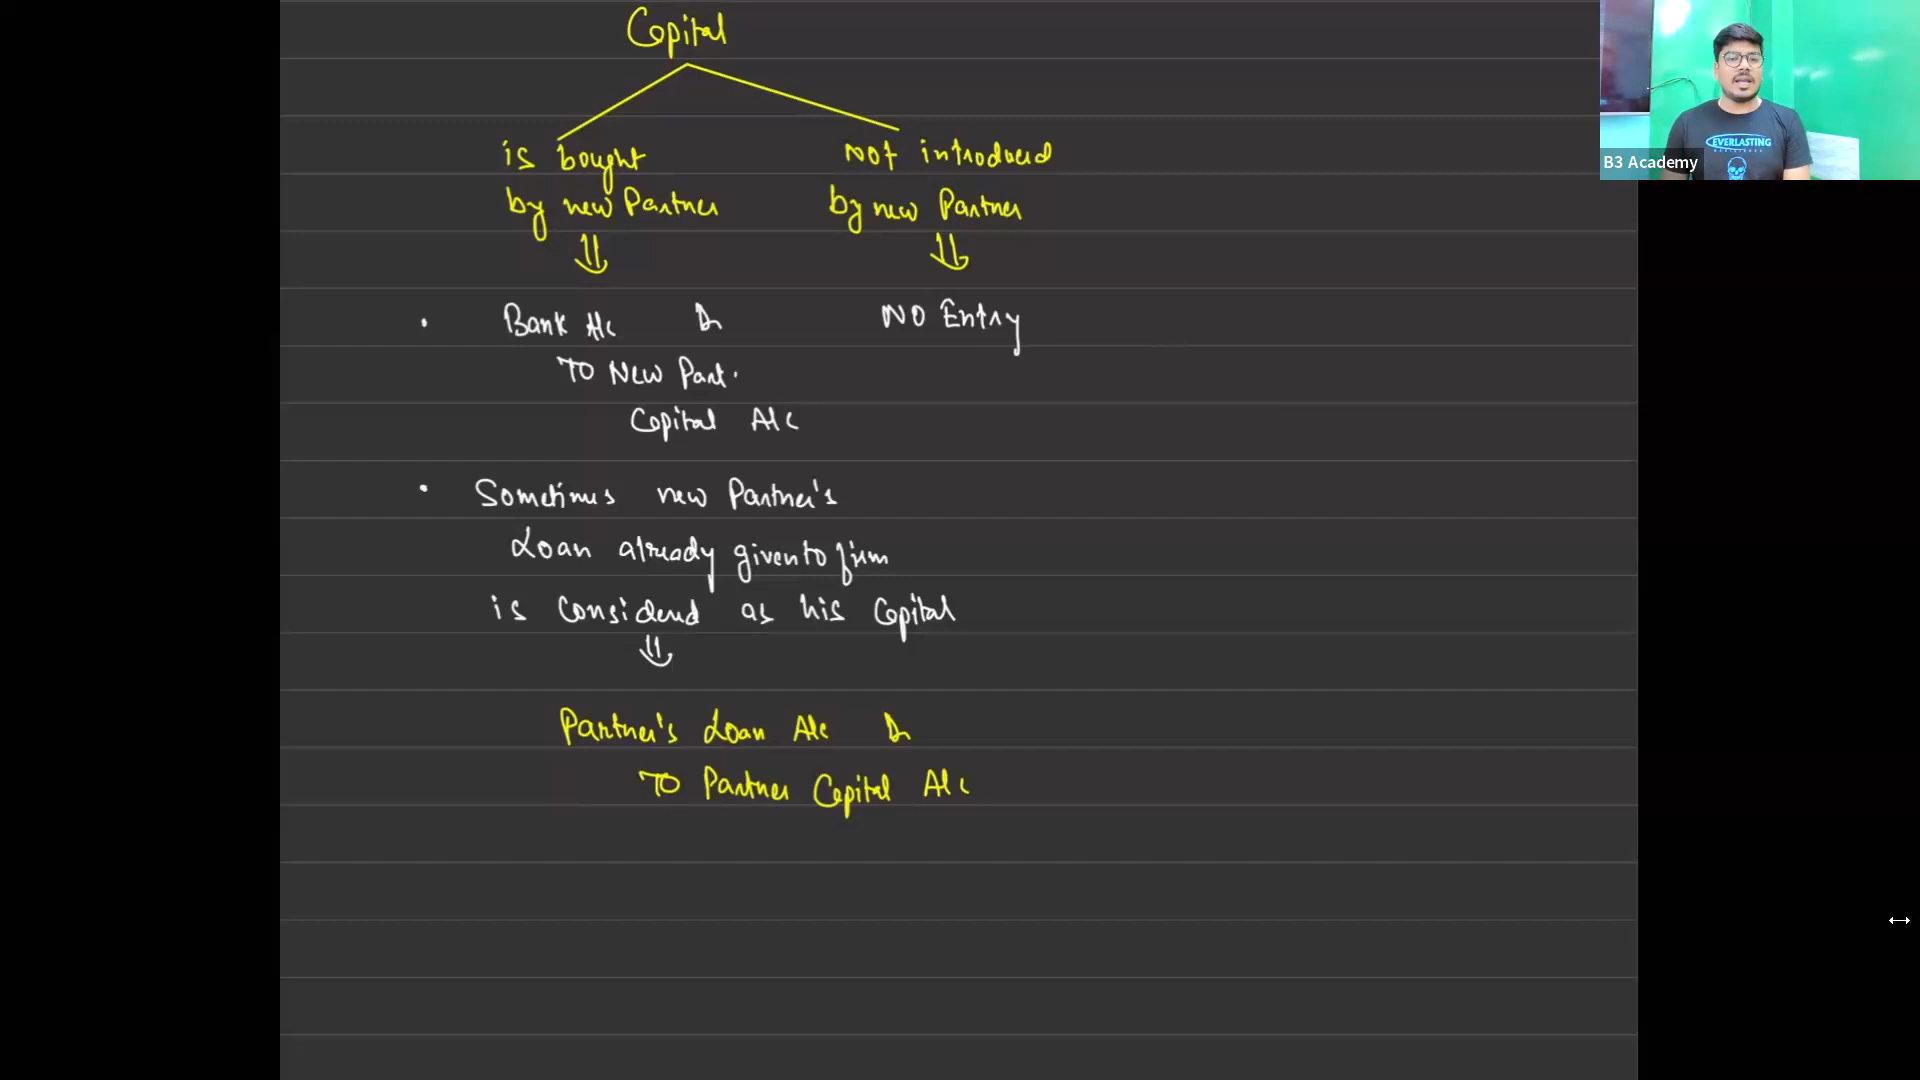 Capital
is bought
by new Partner
NOT introduced
by new Partner
Bank A/c Dr
NO Entry
TO New Part.
Capital A/c
Sometimes new Partner's
Loan already given to firm
is Considered as his Capital
Partner's Loan A/c Dr
TO Partner Capital A/c
EVERLASTING
B3 Academy